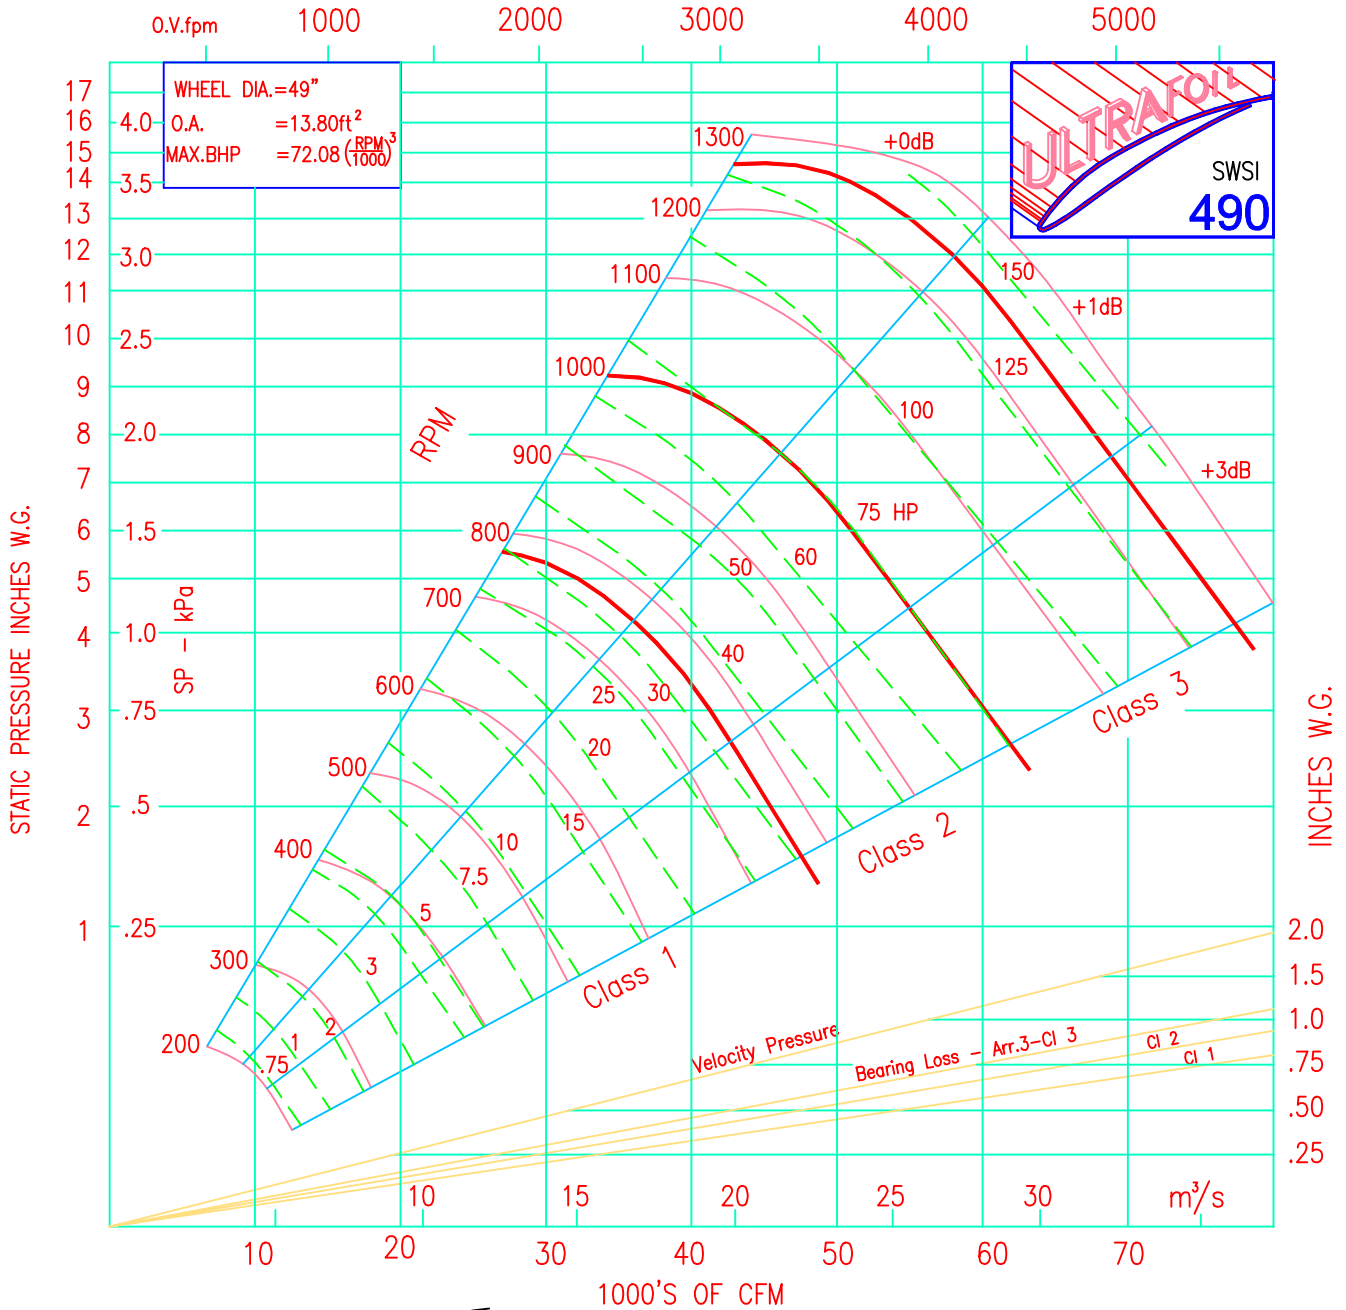 O.V.fpm 1000 2000 3000 4000 5000
WHEEL DIA.=49"
O.A. =13.80ft²
MAX.BHP =72.08(RPM/1000)³
ULTRAFOIL
SWSI
490
17
16
15
14
13
12
11
10
9
8
7
6
5
4
3
2
1
STATIC PRESSURE INCHES W.G.
4.0
3.5
3.0
2.5
2.0
1.5
1.0
.75
.5
.25
SP - kPa
RPM
1300
1200
1100
1000
900
800
700
600
500
400
300
200
+0dB
+1dB
+3dB
150
125
100
75 HP
60
50
40
30
25
20
15
10
7.5
5
3
2
1
.75
Class 3
Class 2
Class 1
Velocity Pressure
Bearing Loss - Arr.3-Cl 3
Cl 2
Cl 1
INCHES W.G.
2.0
1.5
1.0
.75
.50
.25
10 15 20 25 30 m³/s
10 20 30 40 50 60 70
1000'S OF CFM